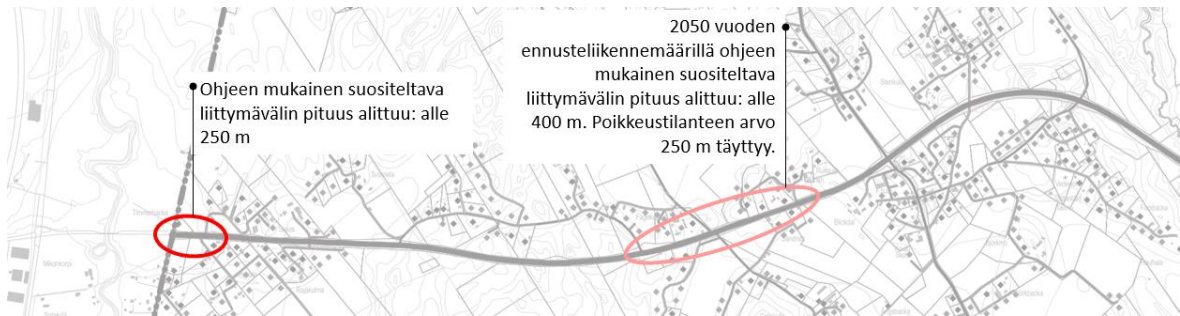 Ohjeen mukainen suositeltava
liittymävälin pituus alittuu: alle
250 m
2050 vuoden
ennusteliikennemäärillä ohjeen
mukainen suositeltava
liittymävälin pituus alittuu: alle
400 m. Poikkeustilanteen arvo
250 m täyttyy.